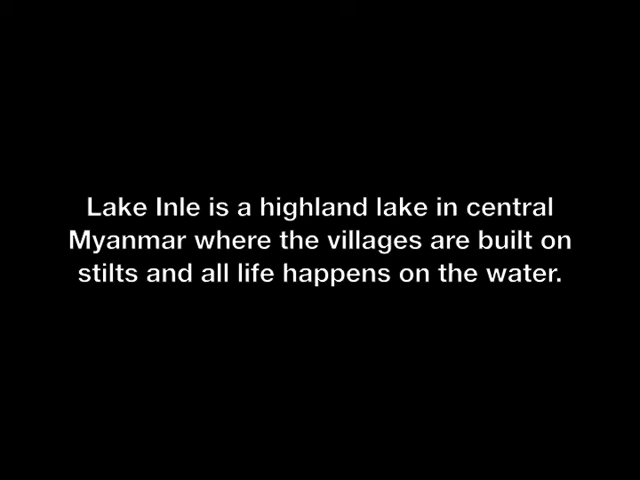 Lake Inle is a highland lake in central
Myanmar where the villages are built on
stilts and all life happens on the water.